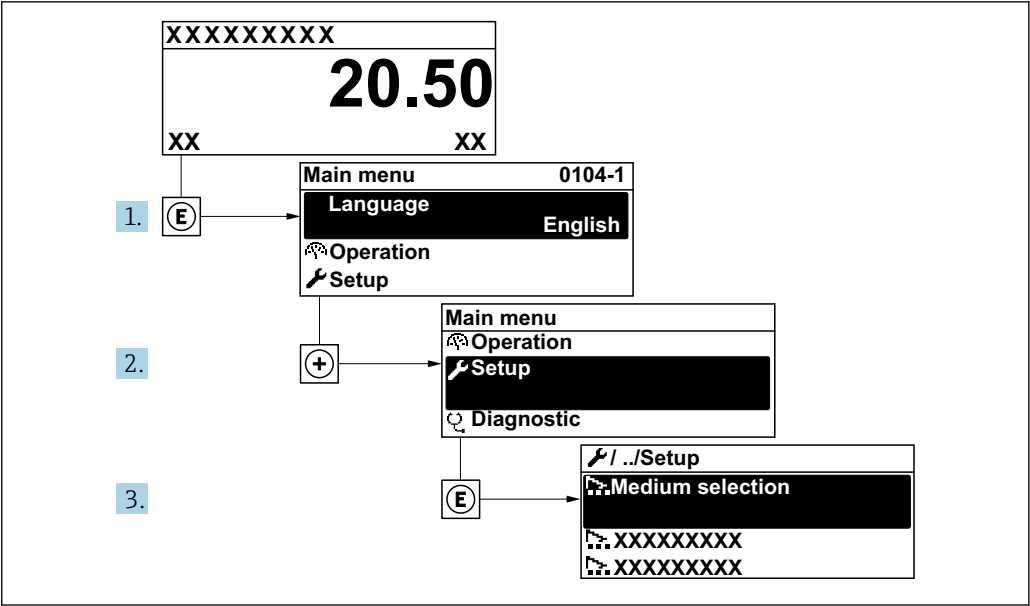 XXXXXXXXX
20.50
XX XX
Main menu 0104-1
Language
English
Operation
Setup
1. E
Main menu
Operation
Setup
Diagnostic
2. +
/ ../Setup
Medium selection
XXXXXXXXX
XXXXXXXXX
3. E